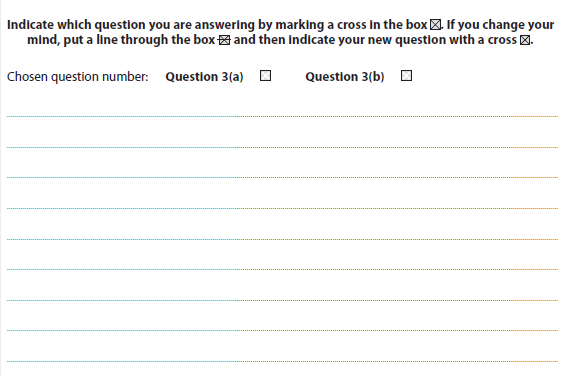 Indicate which question you are answering by marking a cross in the box ☒. If you change your
mind, put a line through the box ☒ and then indicate your new question with a cross ☒.
Chosen question number: Question 3(a) ☐ Question 3(b) ☐